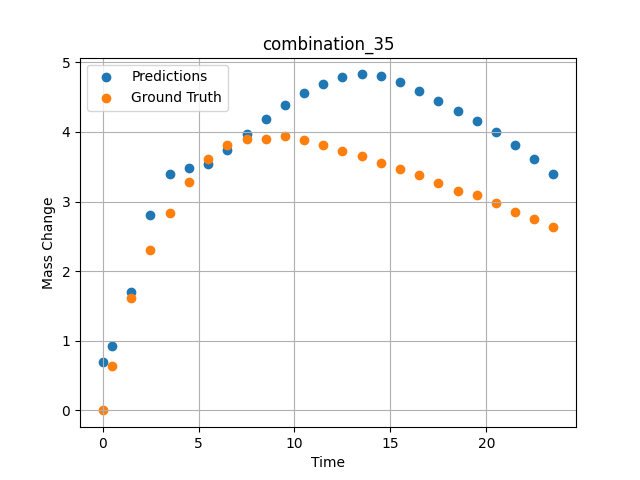 combination_35
Predictions
Ground Truth
5
4
3
2
1
0
Mass Change
0 5 10 15 20
Time